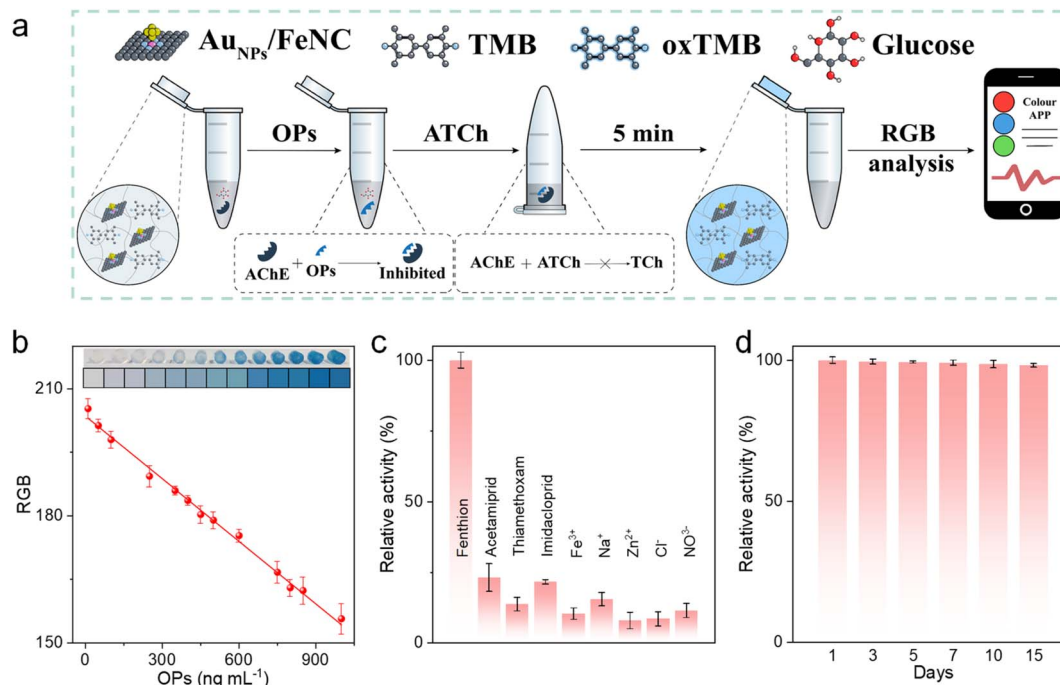 a
Au_NPs/FeNC TMB oxTMB Glucose
OPs ATCh 5 min RGB
analysis
Colour
APP
AChE + OPs → Inhibited
AChE + ATCh → TCh
b
210
180
150
RGB
0 300 600 900
OPs (ng mL⁻¹)
c
100
50
0
Relative activity (%)
Fenthion
Acetamiprid
Thiamethoxam
Imidacloprid
Fe³⁺
Na⁺
Zn²⁺
Cl⁻
NO³⁻
d
100
50
0
Relative activity (%)
1 3 5 7 10 15
Days